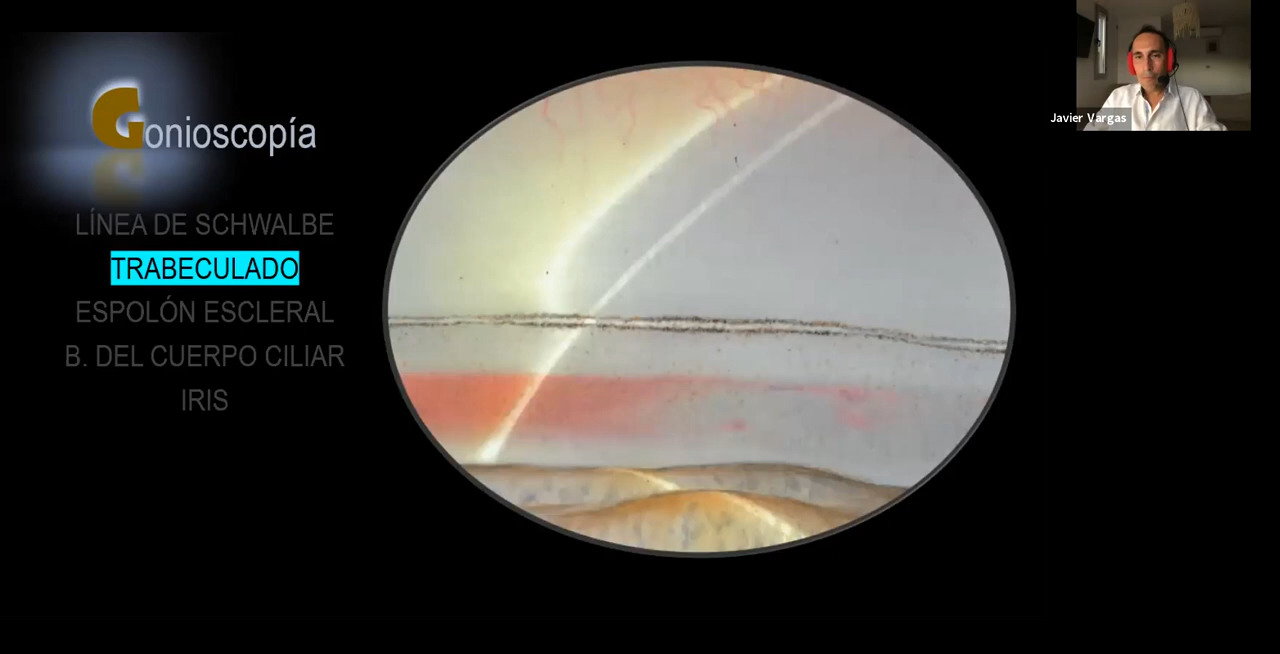 Gonioscopía
Javier Vargas
LÍNEA DE SCHWALBE
TRABECULADO
ESPOLÓN ESCLERAL
B. DEL CUERPO CILIAR
IRIS